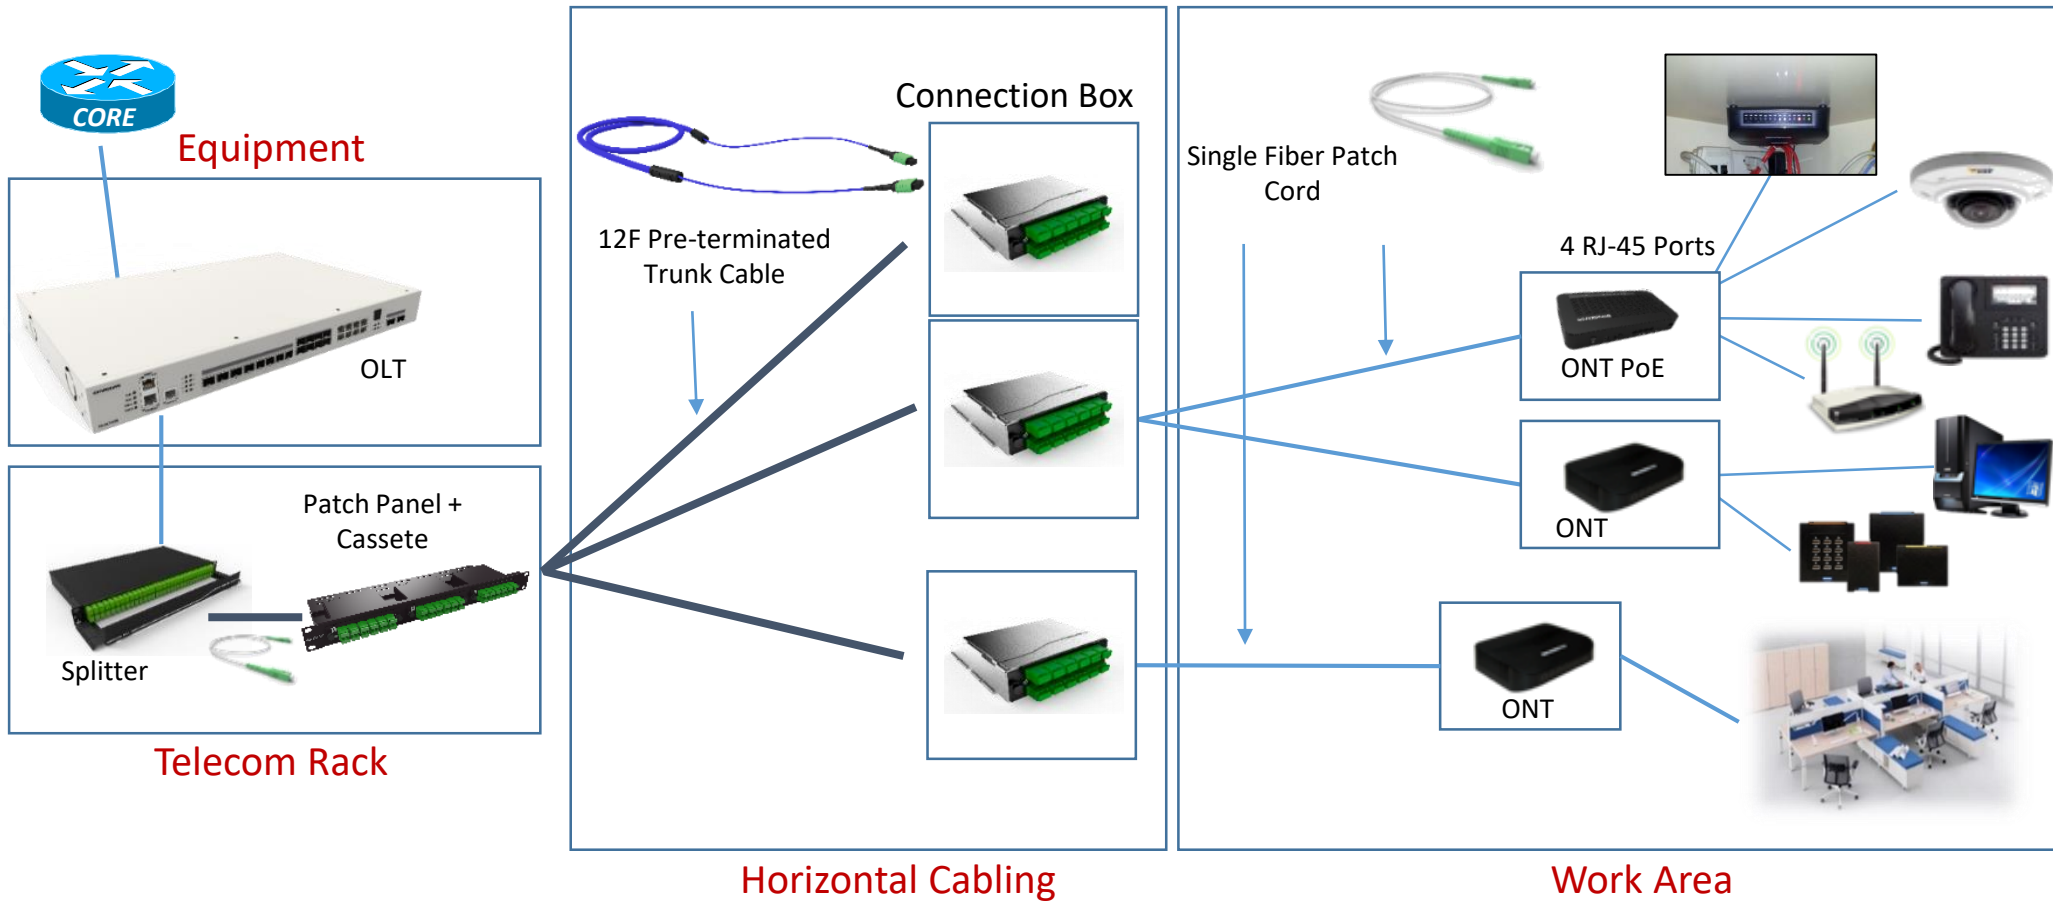 CORE
Equipment
OLT
Patch Panel +
Cassete
Splitter
Telecom Rack
Connection Box
12F Pre-terminated
Trunk Cable
Horizontal Cabling
Single Fiber Patch
Cord
4 RJ-45 Ports
ONT PoE
ONT
ONT
Work Area